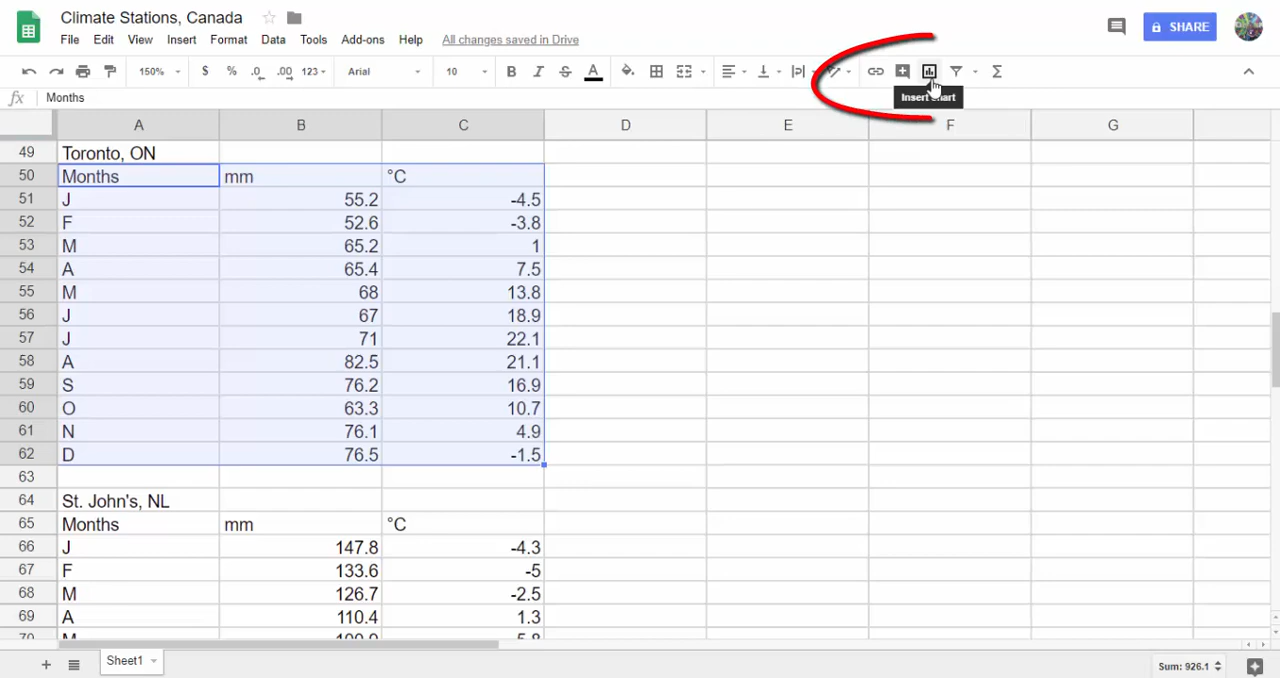 Climate Stations, Canada
SHARE
File Edit View Insert Format Data Tools Add-ons Help All changes saved in Drive
150% $ % .0 .00 123 Arial 10 B I S A Σ
fx Months
Insert chart
A B C D E F G
49 Toronto, ON
50 Months mm °C
51 J 55.2 -4.5
52 F 52.6 -3.8
53 M 65.2 1
54 A 65.4 7.5
55 M 68 13.8
56 J 67 18.9
57 J 71 22.1
58 A 82.5 21.1
59 S 76.2 16.9
60 O 63.3 10.7
61 N 76.1 4.9
62 D 76.5 -1.5
63
64 St. John's, NL
65 Months mm °C
66 J 147.8 -4.3
67 F 133.6 -5
68 M 126.7 -2.5
69 A 110.4 1.3
70 M 100.9 5.8
+ Sheet1
Sum: 926.1